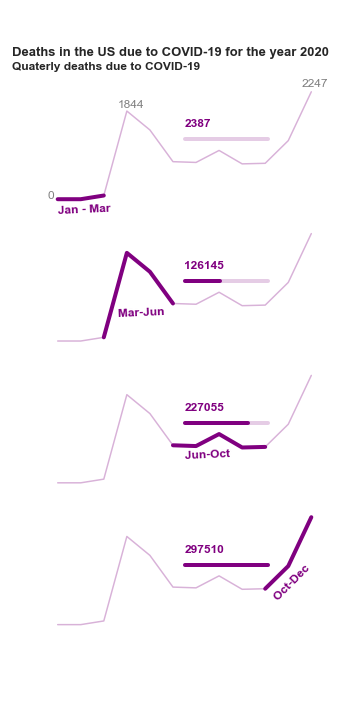 Deaths in the US due to COVID-19 for the year 2020
Quaterly deaths due to COVID-19
2247
1844
2387
0
Jan - Mar
126145
Mar-Jun
227055
Jun-Oct
297510
Oct-Dec